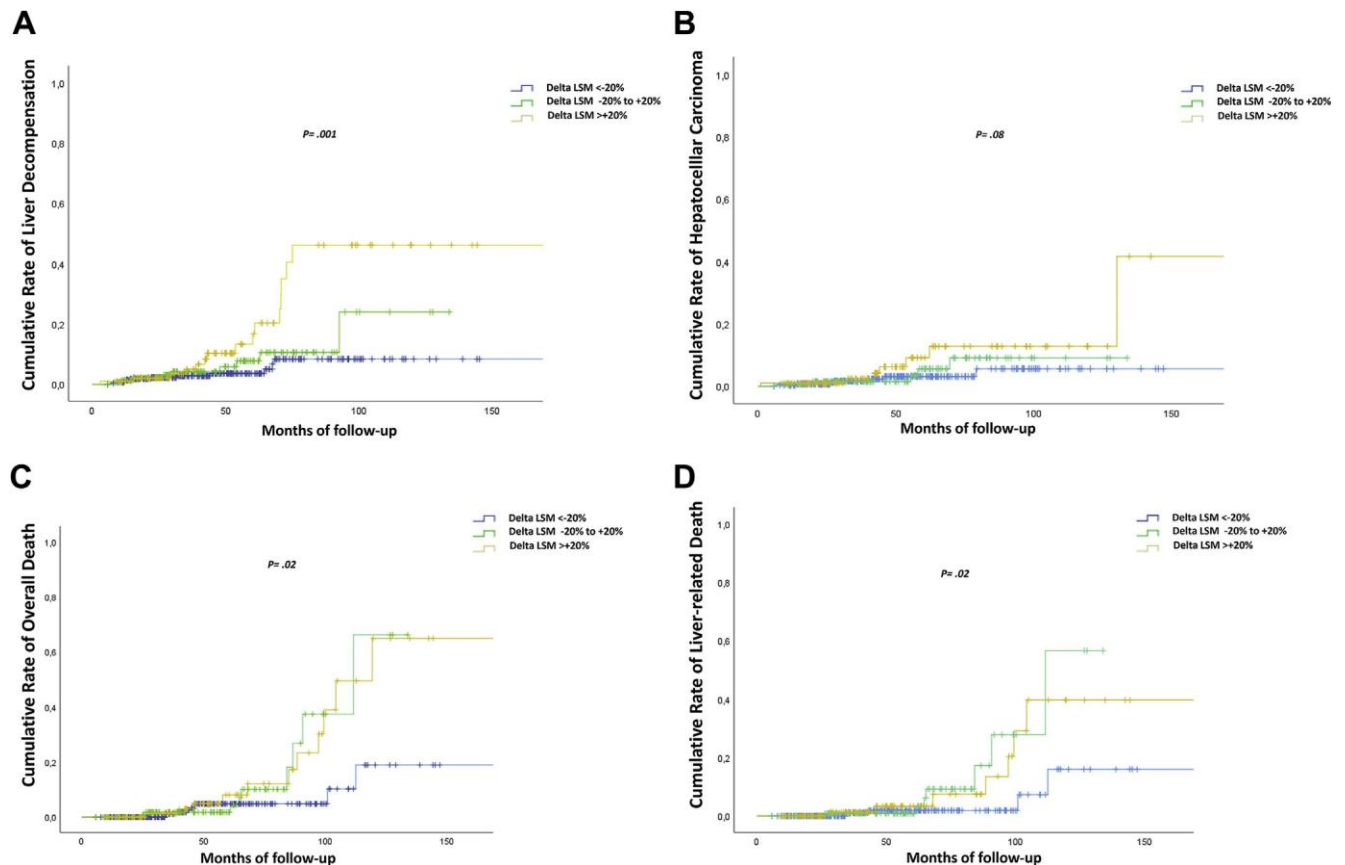 A
Cumulative Rate of Liver Decompensation
1,0
0,8
0,6
0,4
0,2
0,0
0
50
100
150
Months of follow-up
P= .001
Delta LSM <-20%
Delta LSM -20% to +20%
Delta LSM >+20%
B
Cumulative Rate of Hepatocelllar Carcinoma
1,0
0,8
0,6
0,4
0,2
0,0
0
50
100
150
Months of follow-up
P= .08
Delta LSM <-20%
Delta LSM -20% to +20%
Delta LSM >+20%
C
Cumulative Rate of Overall Death
1,0
0,8
0,6
0,4
0,2
0,0
0
50
100
150
Months of follow-up
P= .02
Delta LSM <-20%
Delta LSM -20% to +20%
Delta LSM >+20%
D
Cumulative Rate of Liver-related Death
1,0
0,8
0,6
0,4
0,2
0,0
0
50
100
150
Months of follow-up
P= .02
Delta LSM <-20%
Delta LSM -20% to +20%
Delta LSM >+20%